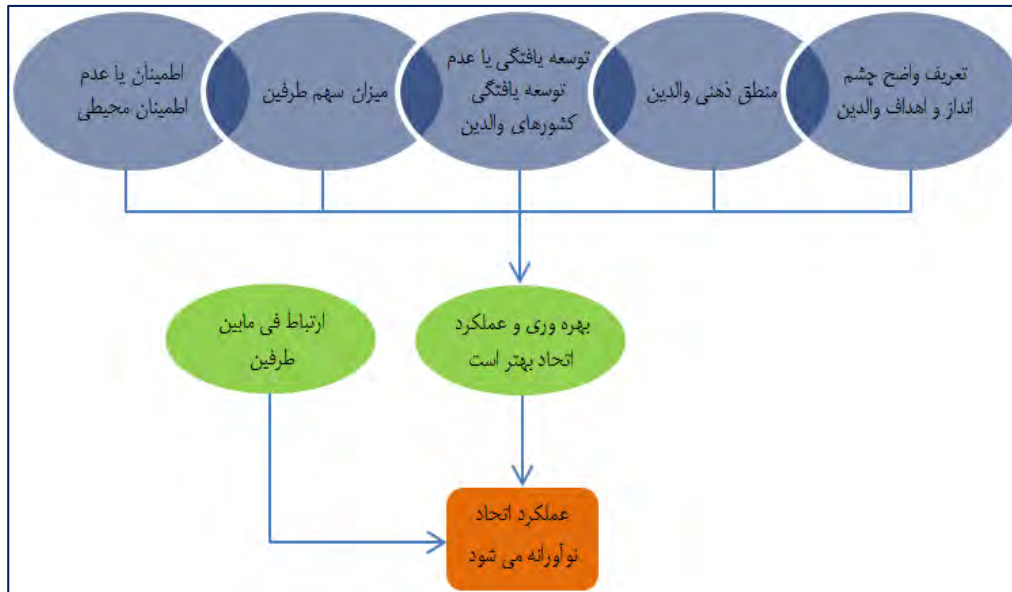 تعریف واضح چشم
انداز و اهداف والدین
منطق ذهنی والدین
توسعه یافتگی یا عدم
توسعه یافتگی
کشورهای والدین
میزان سهم طرفین
اطمینان یا عدم
اطمینان محیطی
بهره وری و عملکرد
اتحاد بهتر است
ارتباط فی مابین
طرفین
عملکرد اتحاد
نوآورانه می شود